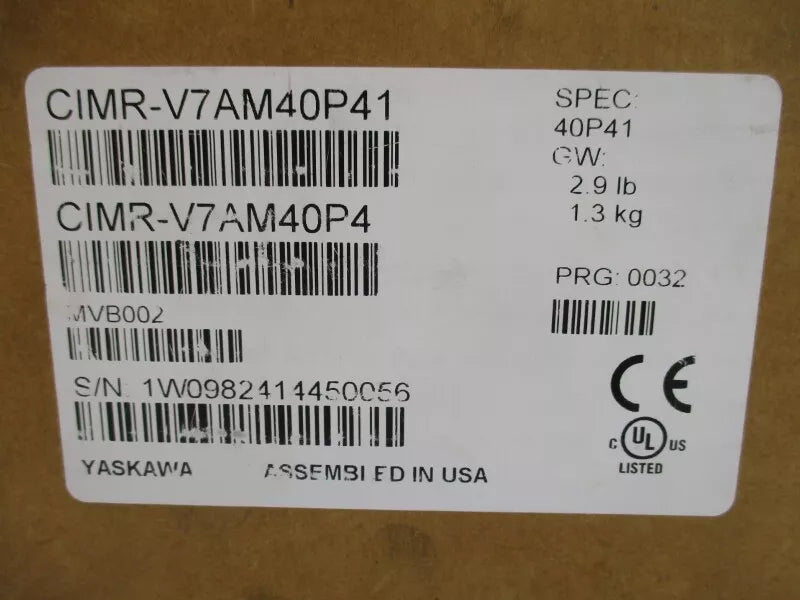 CIMR-V7AM40P41
CIMR-V7AM40P4
MVB002
S/N: 1W0982414450056
YASKAWA ASSEMBLED IN USA
SPEC:
40P41
GW:
2.9 lb
1.3 kg
PRG: 0032
CE
C UL US
LISTED